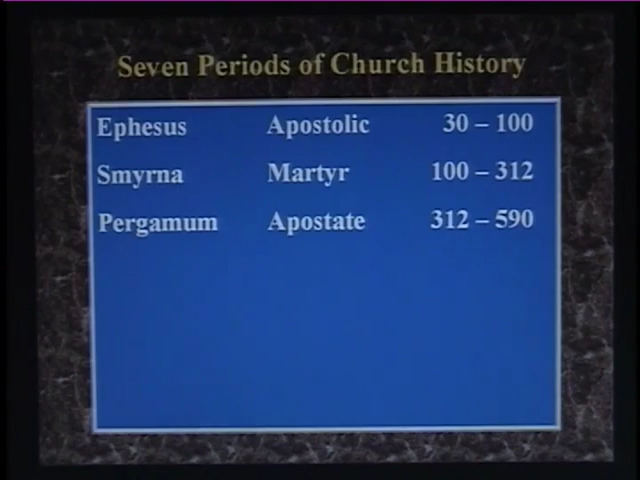 Seven Periods of Church History
Ephesus Apostolic 30 – 100
Smyrna Martyr 100 – 312
Pergamum Apostate 312 – 590